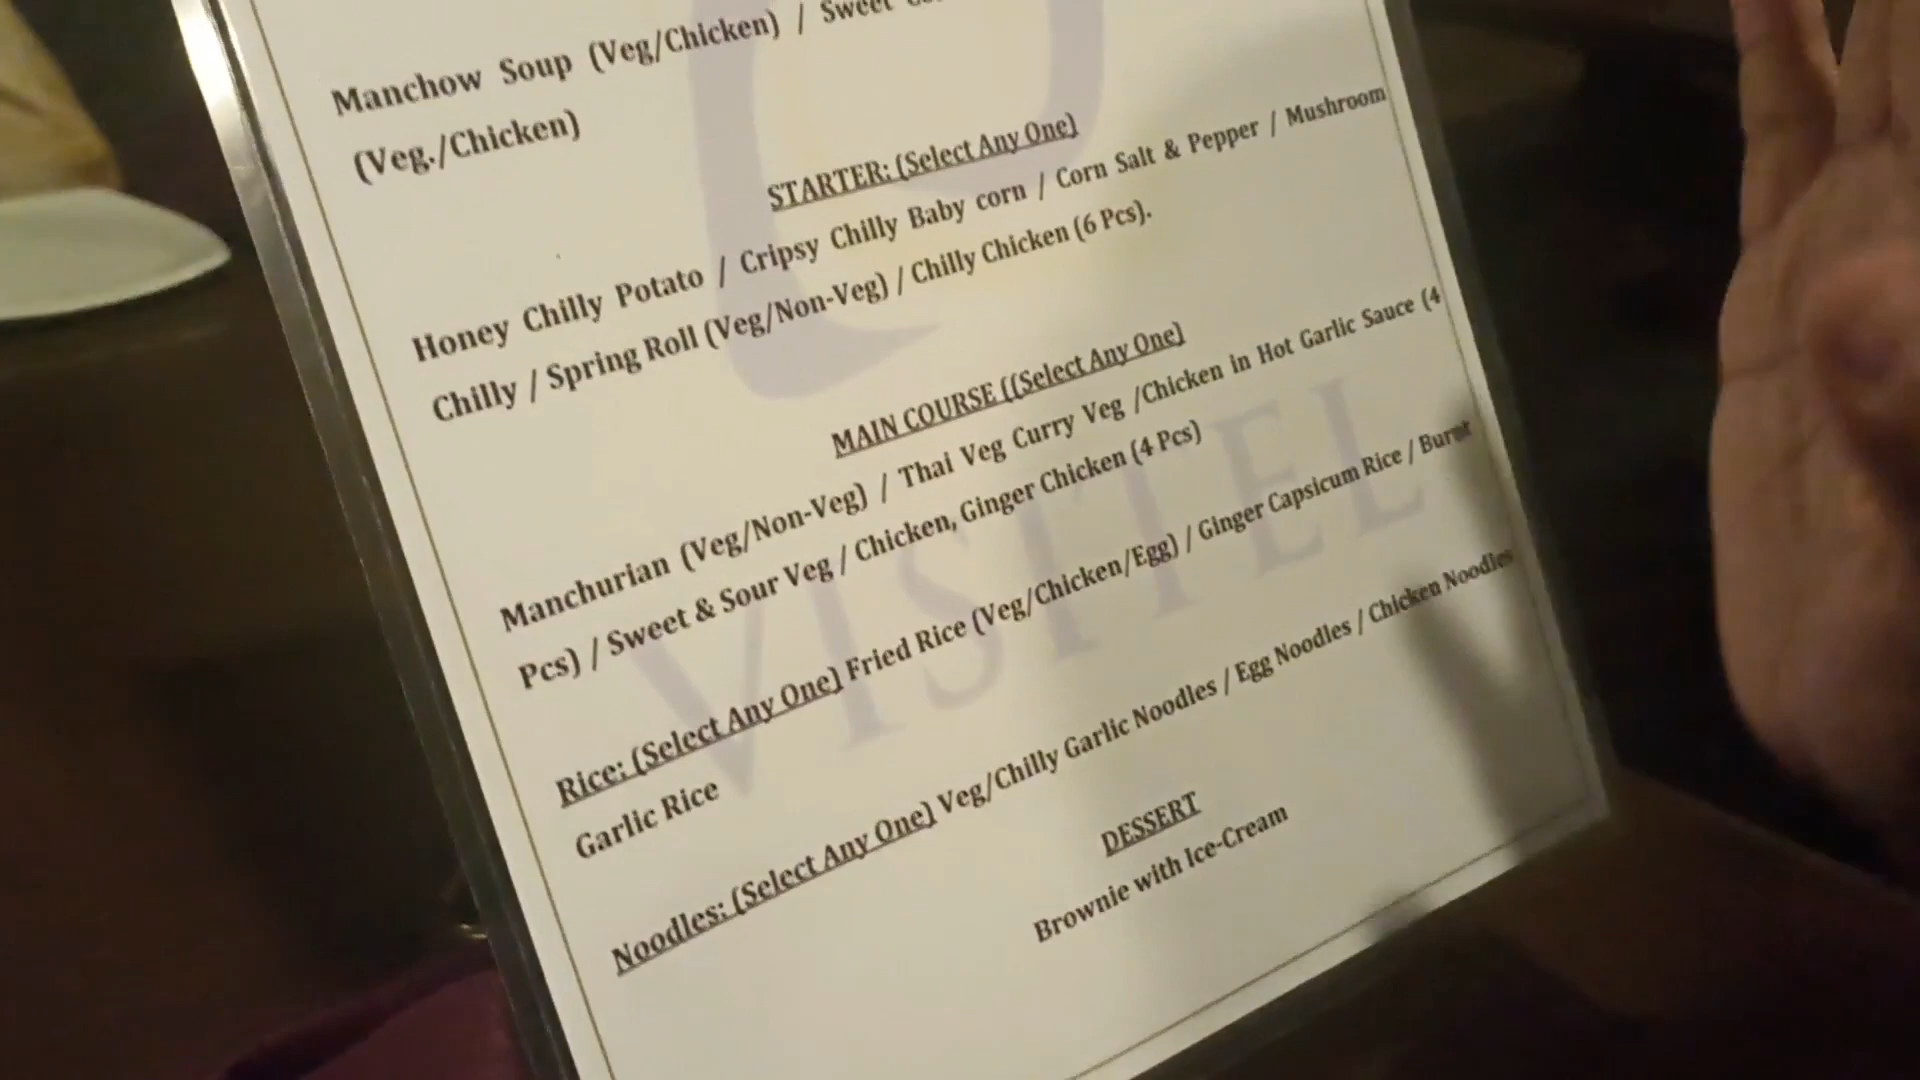 Manchow Soup (Veg/Chicken) / Sweet
(Veg./Chicken)
STARTER: (Select Any One)
Honey Chilly Potato / Cripsy Chilly Baby corn / Corn Salt & Pepper / Mushroom
Chilly / Spring Roll (Veg/Non-Veg) / Chilly Chicken (6 Pcs).
MAIN COURSE ((Select Any One)
Manchurian (Veg/Non-Veg) / Thai Veg Curry Veg /Chicken in Hot Garlic Sauce (4
Pcs) / Sweet & Sour Veg / Chicken, Ginger Chicken (4 Pcs)
Rice: (Select Any One) Fried Rice (Veg/Chicken/Egg) / Ginger Capsicum Rice / Burnt
Garlic Rice
Noodles: (Select Any One) Veg/Chilly Garlic Noodles / Egg Noodles / Chicken Noodles
DESSERT
Brownie with Ice-Cream
VISITEL